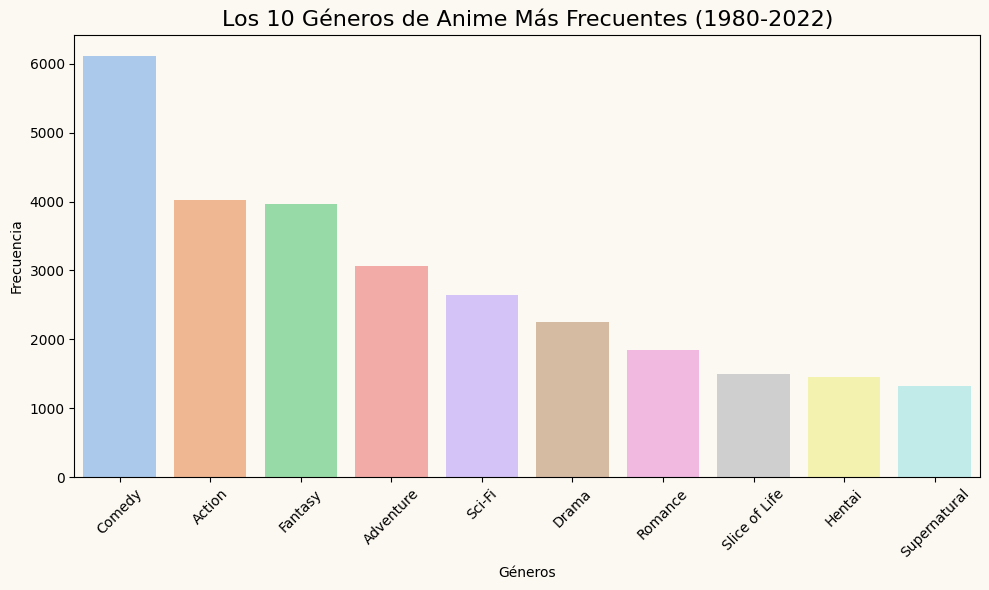 Los 10 Géneros de Anime Más Frecuentes (1980-2022)
Frecuencia
6000
5000
4000
3000
2000
1000
0
Comedy
Action
Fantasy
Adventure
Sci-Fi
Drama
Romance
Slice of Life
Hentai
Supernatural
Géneros